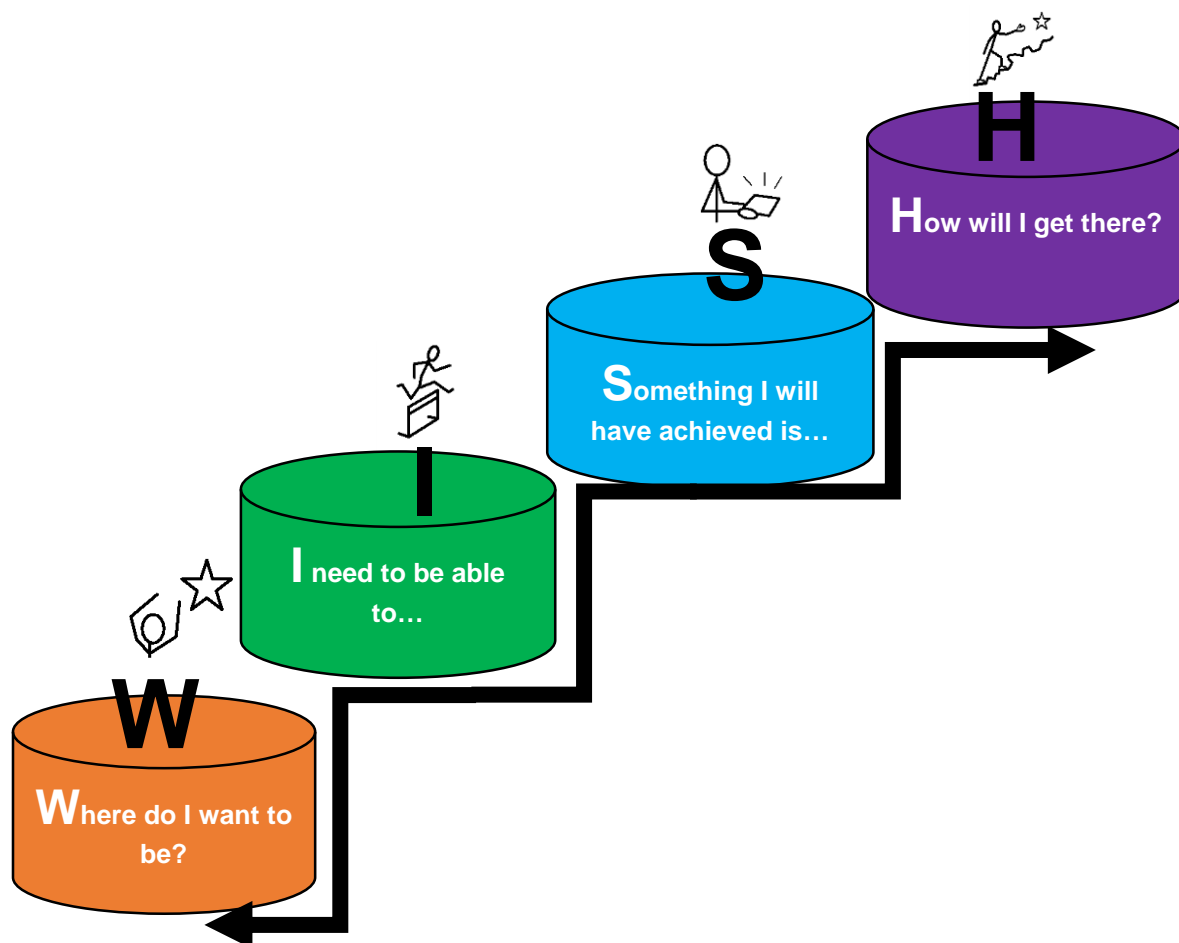 W
Where do I want to
be?
I
I need to be able
to…
S
Something I will
have achieved is…
H
How will I get there?